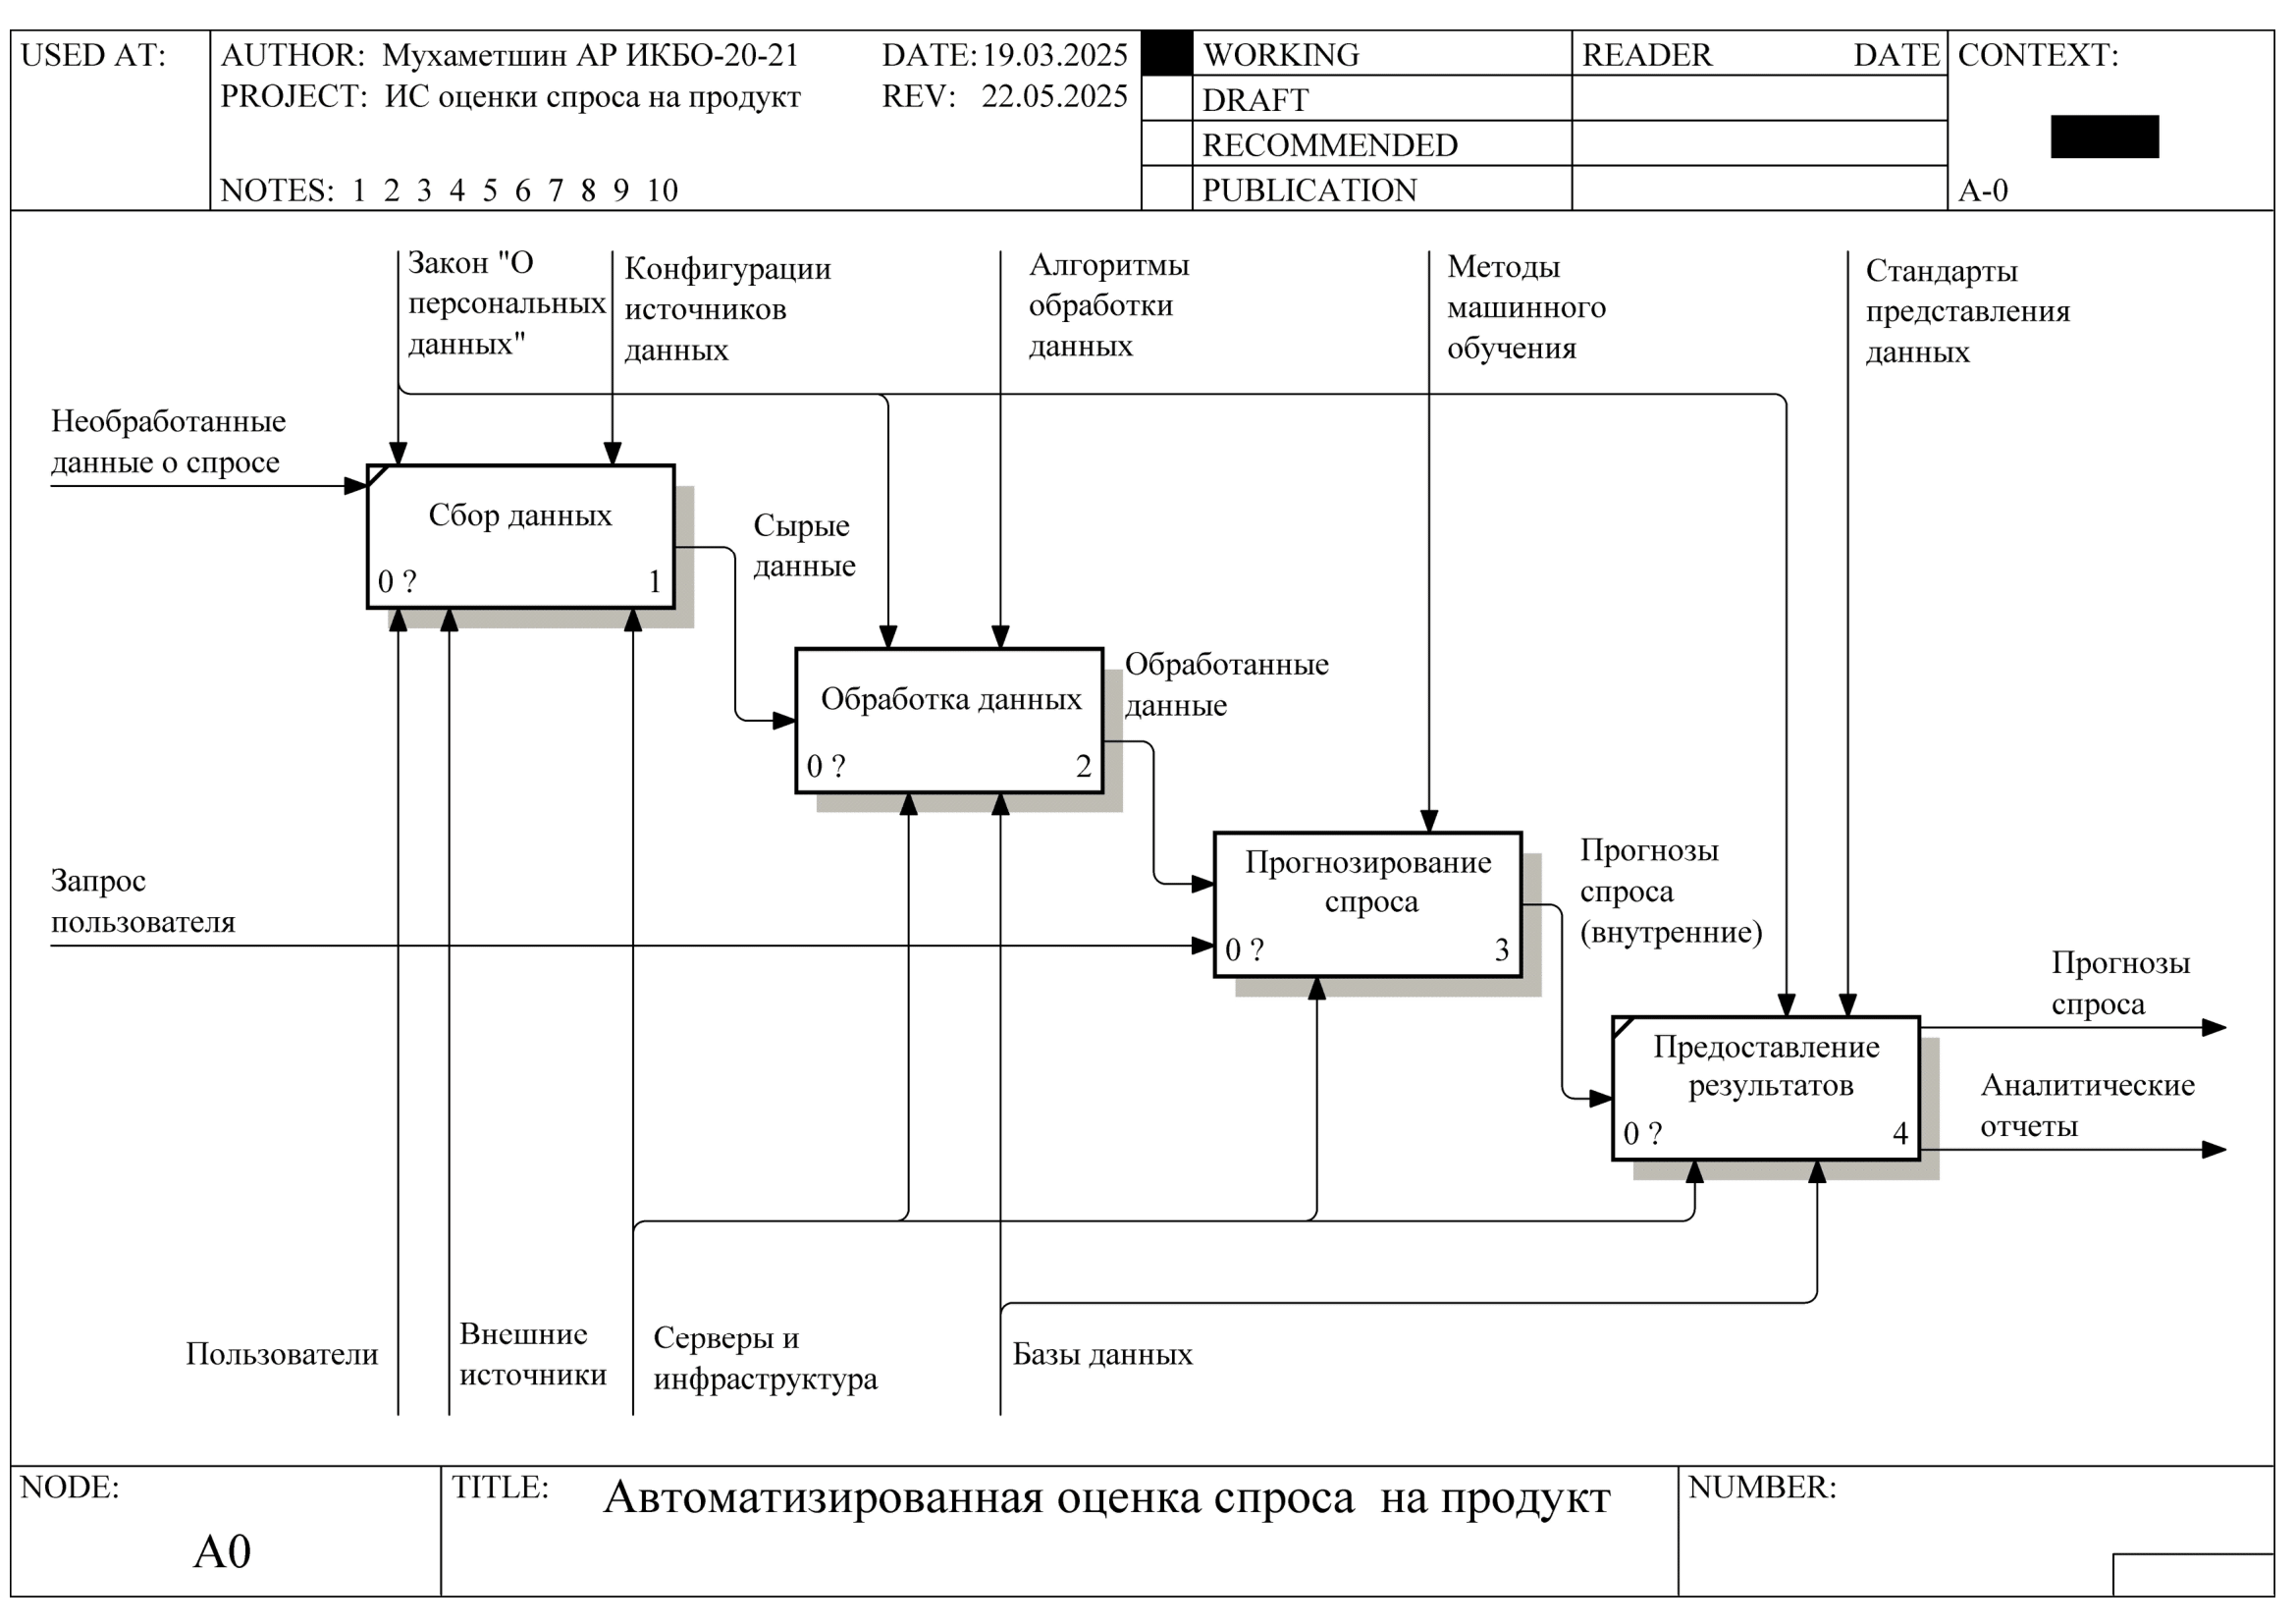 USED AT:
AUTHOR: Мухаметшин АР ИКБО-20-21
DATE: 19.03.2025
PROJECT: ИС оценки спроса на продукт
REV: 22.05.2025
NOTES: 1 2 3 4 5 6 7 8 9 10
WORKING
DRAFT
RECOMMENDED
PUBLICATION
READER DATE
CONTEXT:
A-0
Закон "О
персональных
данных"
Конфигурации
источников
данных
Алгоритмы
обработки
данных
Методы
машинного
обучения
Стандарты
представления
данных
Необработанные
данные о спросе
Сбор данных
0 ? 1
Сырые
данные
Обработка данных
0 ? 2
Обработанные
данные
Запрос
пользователя
Прогнозирование
спроса
0 ? 3
Прогнозы
спроса
(внутренние)
Предоставление
результатов
0 ? 4
Прогнозы
спроса
Аналитические
отчеты
Пользователи
Внешние
источники
Серверы и
инфраструктура
Базы данных
NODE:
A0
TITLE: Автоматизированная оценка спроса на продукт
NUMBER: